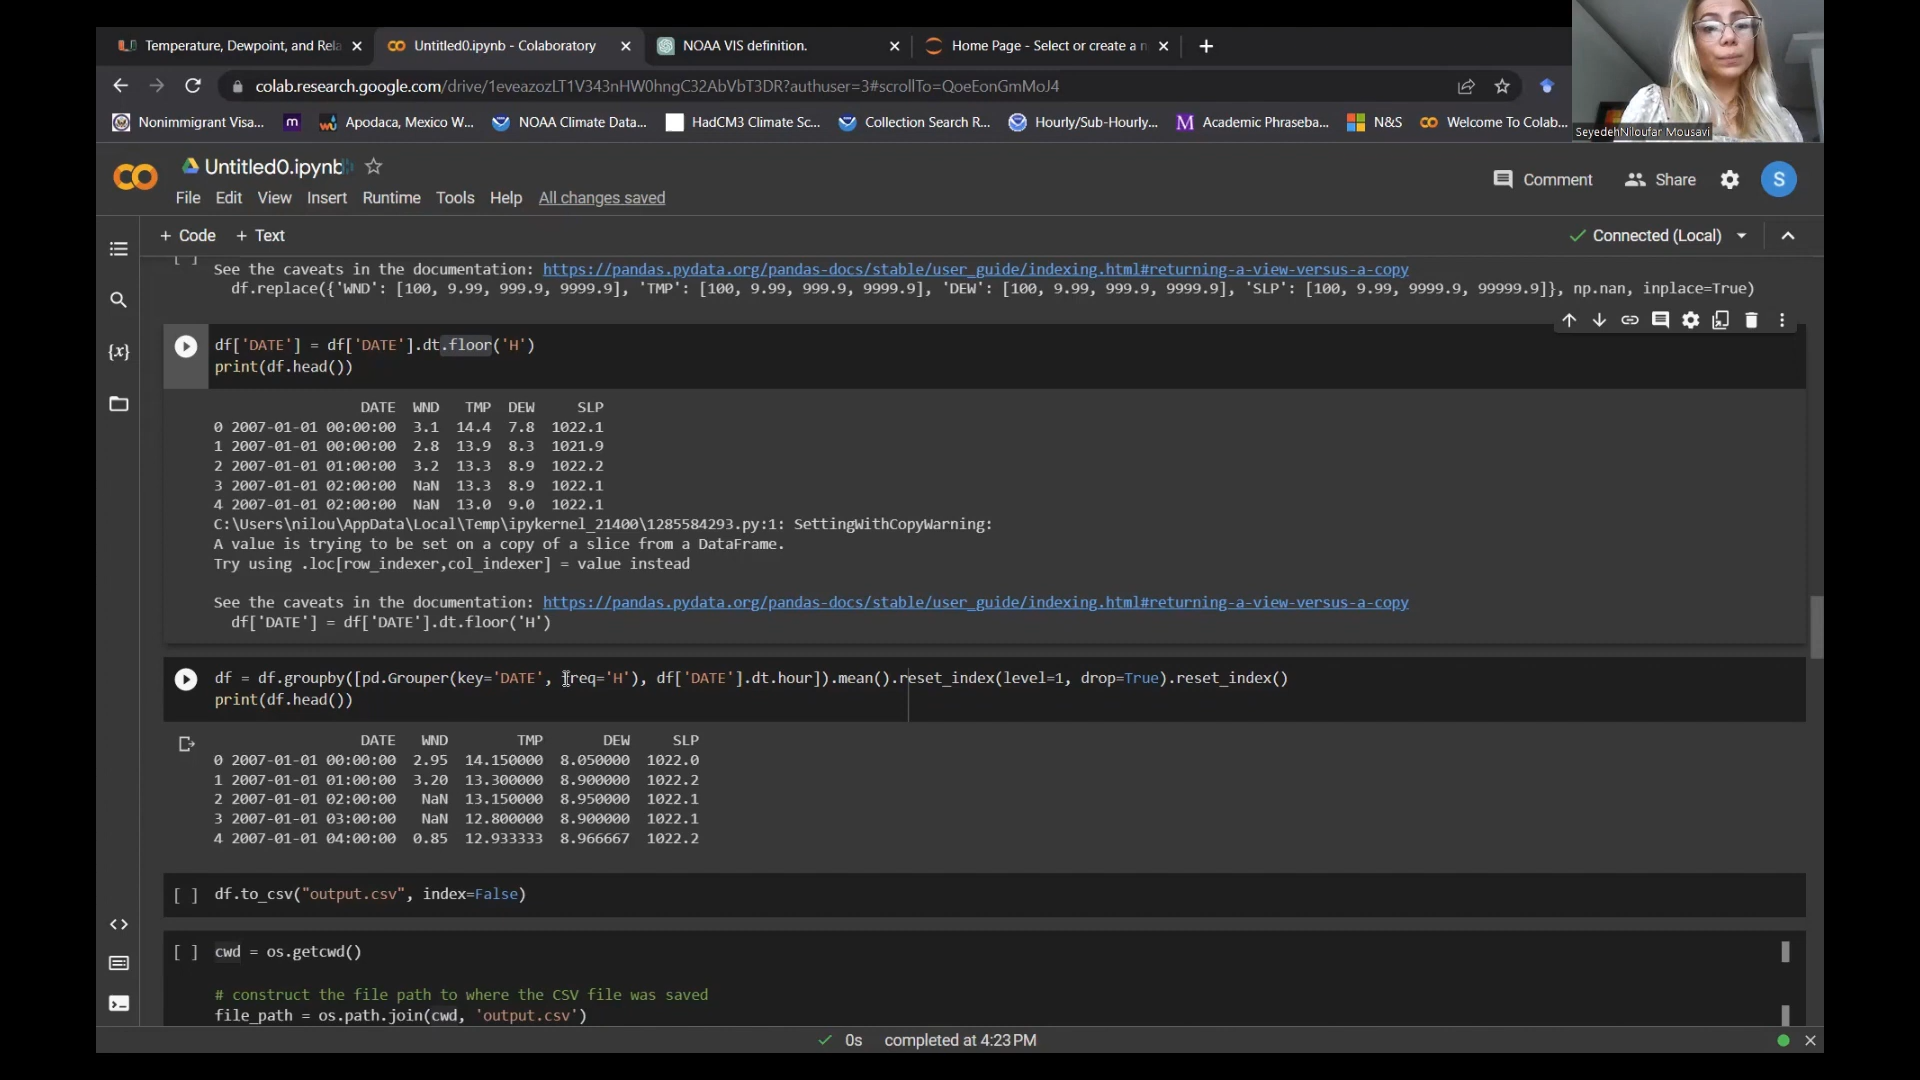 Temperature, Dewpoint, and Rela
Untitled0.ipynb - Colaboratory
NOAA VIS definition.
Home Page - Select or create a n
colab.research.google.com/drive/1eveazozLT1V343nHW0hngC32AbVbT3DR?authuser=3#scrollTo=QoeEonGmMoJ4
Nonimmigrant Visa...
Apodaca, Mexico W...
NOAA Climate Data...
HadCM3 Climate Sc...
Collection Search R...
Hourly/Sub-Hourly...
Academic Phraseba...
N&S
Welcome To Colab...
SeyedehNiloufar Mousavi
Untitled0.ipynb
Comment
Share
S
File Edit View Insert Runtime Tools Help All changes saved
+ Code + Text
Connected (Local)
[ ]
See the caveats in the documentation: https://pandas.pydata.org/pandas-docs/stable/user_guide/indexing.html#returning-a-view-versus-a-copy
df.replace({'WND': [100, 9.99, 999.9, 9999.9], 'TMP': [100, 9.99, 999.9, 9999.9], 'DEW': [100, 9.99, 999.9, 9999.9], 'SLP': [100, 9.99, 9999.9, 99999.9]}, np.nan, inplace=True)
df['DATE'] = df['DATE'].dt.floor('H')
print(df.head())
DATE WND TMP DEW SLP
0 2007-01-01 00:00:00 3.1 14.4 7.8 1022.1
1 2007-01-01 00:00:00 2.8 13.9 8.3 1021.9
2 2007-01-01 01:00:00 3.2 13.3 8.9 1022.2
3 2007-01-01 02:00:00 NaN 13.3 8.9 1022.1
4 2007-01-01 02:00:00 NaN 13.0 9.0 1022.1
C:\Users\nilou\AppData\Local\Temp\ipykernel_21400\1285584293.py:1: SettingWithCopyWarning:
A value is trying to be set on a copy of a slice from a DataFrame.
Try using .loc[row_indexer,col_indexer] = value instead
See the caveats in the documentation: https://pandas.pydata.org/pandas-docs/stable/user_guide/indexing.html#returning-a-view-versus-a-copy
df['DATE'] = df['DATE'].dt.floor('H')
df = df.groupby([pd.Grouper(key='DATE', freq='H'), df['DATE'].dt.hour]).mean().reset_index(level=1, drop=True).reset_index()
print(df.head())
DATE WND TMP DEW SLP
0 2007-01-01 00:00:00 2.95 14.150000 8.050000 1022.0
1 2007-01-01 01:00:00 3.20 13.300000 8.900000 1022.2
2 2007-01-01 02:00:00 NaN 13.150000 8.950000 1022.1
3 2007-01-01 03:00:00 NaN 12.800000 8.900000 1022.1
4 2007-01-01 04:00:00 0.85 12.933333 8.966667 1022.2
[ ] df.to_csv("output.csv", index=False)
[ ] cwd = os.getcwd()
# construct the file path to where the CSV file was saved
file_path = os.path.join(cwd, 'output.csv')
0s completed at 4:23 PM